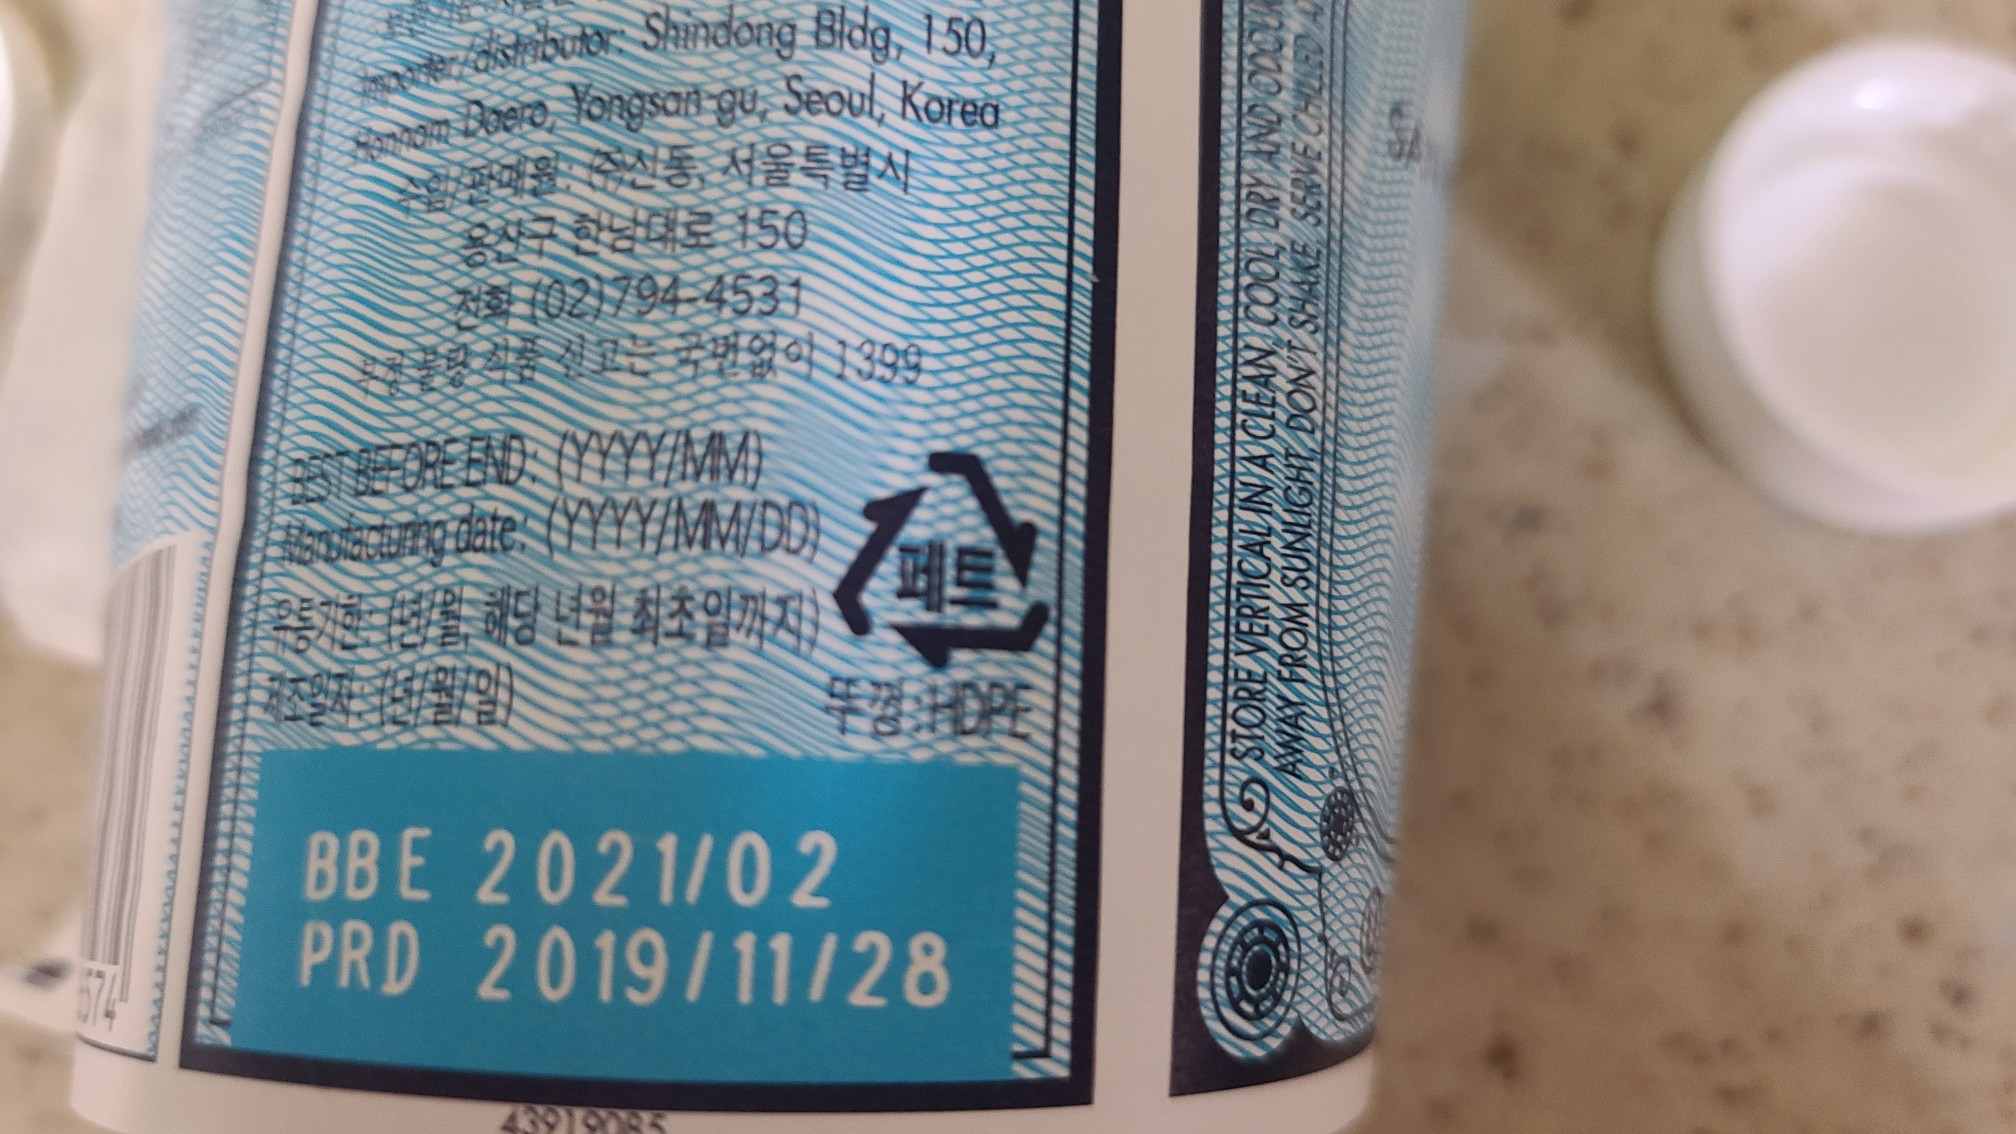 Importer/distributor: Shindong Bldg, 150,
Hannam Daero, Yongsan-gu, Seoul, Korea
수입/판매원: ㈜신동, 서울특별시
용산구 한남대로 150
전화 (02)794-4531
부정·불량 식품 신고는 국번없이 1399
BEST BEFORE END: (YYYY/MM)
Manufacturing date: (YYYY/MM/DD)
유통기한: (년/월, 해당 년월 최초일까지)
제조일자: (년/월/일)
페트
뚜껑:HDPE
BBE 2021/02
PRD 2019/11/28
43919085
574
STORE VERTICAL IN A CLEAN, COOL, DRY AND ODOUR
AWAY FROM SUNLIGHT, DON'T SHAKE, SERVE CHILLED